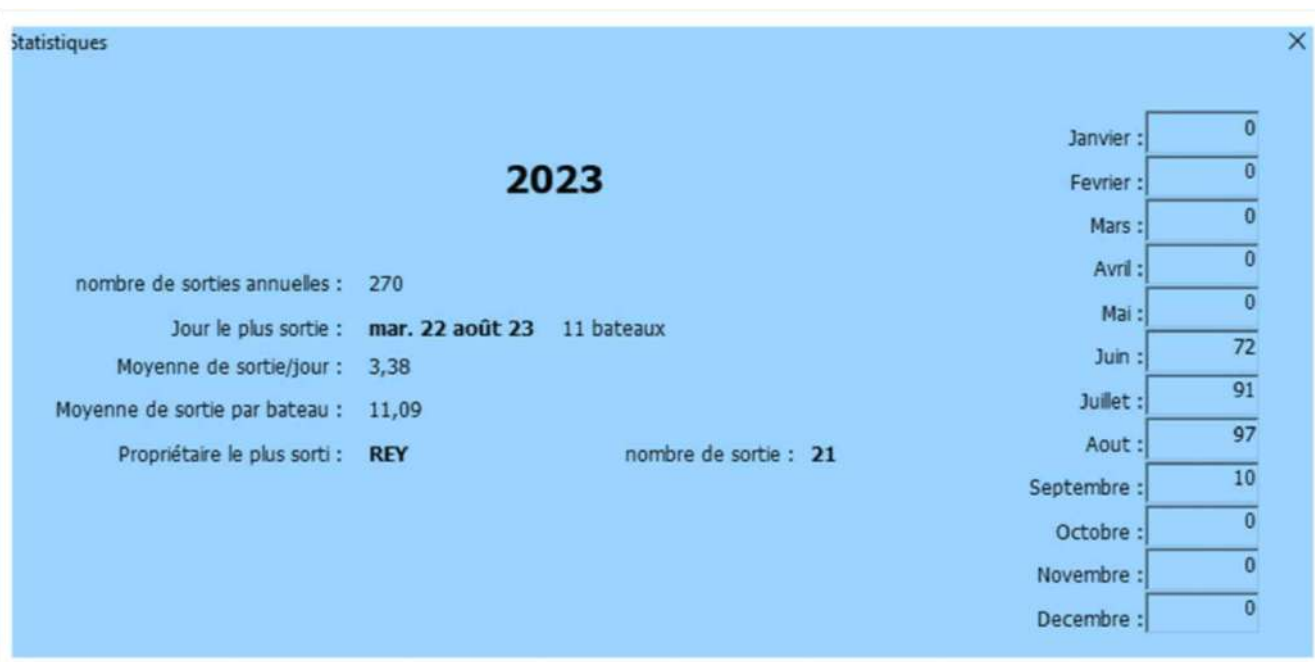 Statistiques
2023
nombre de sorties annuelles : 270
Jour le plus sortie : mar. 22 août 23 11 bateaux
Moyenne de sortie/jour : 3,38
Moyenne de sortie par bateau : 11,09
Propriétaire le plus sorti : REY nombre de sortie : 21
Janvier : 0
Fevrier : 0
Mars : 0
Avril : 0
Mai : 0
Juin : 72
Juillet : 91
Aout : 97
Septembre : 10
Octobre : 0
Novembre : 0
Decembre : 0